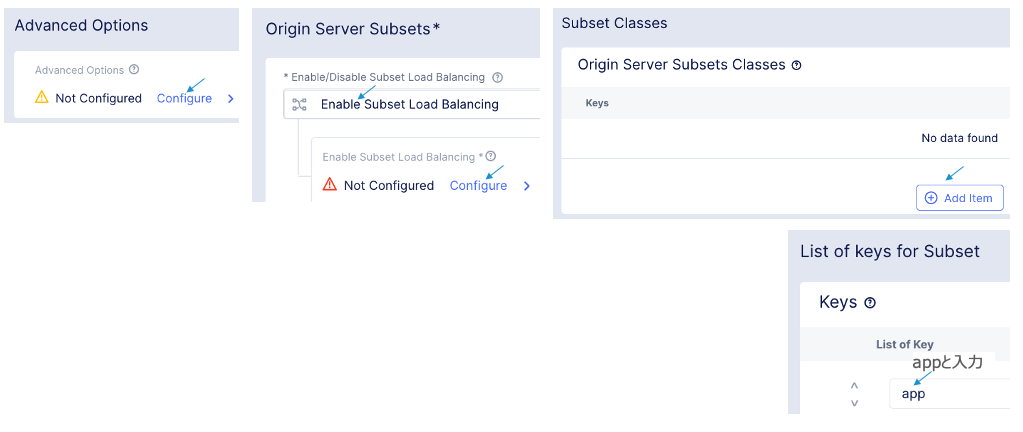 Advanced Options
Advanced Options
Not Configured Configure
Origin Server Subsets*
* Enable/Disable Subset Load Balancing
Enable Subset Load Balancing
Enable Subset Load Balancing *
Not Configured Configure
Subset Classes
Origin Server Subsets Classes
Keys
No data found
Add Item
List of keys for Subset
Keys
List of Key
appと入力
app